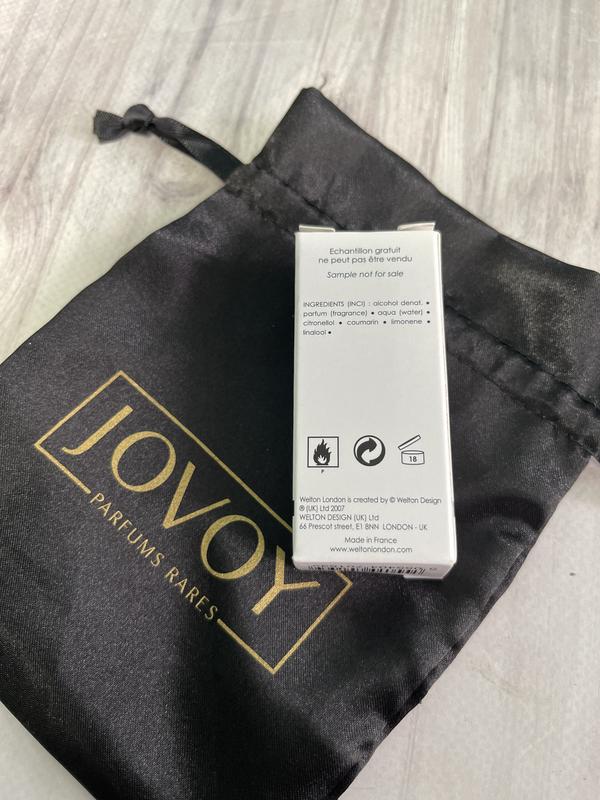 Echantillon gratuit
ne peut pas être vendu
Sample not for sale
INGREDIENTS (INCI) : alcohol denat. •
parfum (fragrance) • aqua (water) •
citronellol • coumarin • limonene •
linalool •
F
18
Welton London is created by © Welton Design
® (UK) Ltd 2007
WELTON DESIGN (UK) Ltd
66 Prescot street, E1 8NN LONDON - UK
Made in France
www.weltonlondon.com
JOVOY
PARFUMS RARES